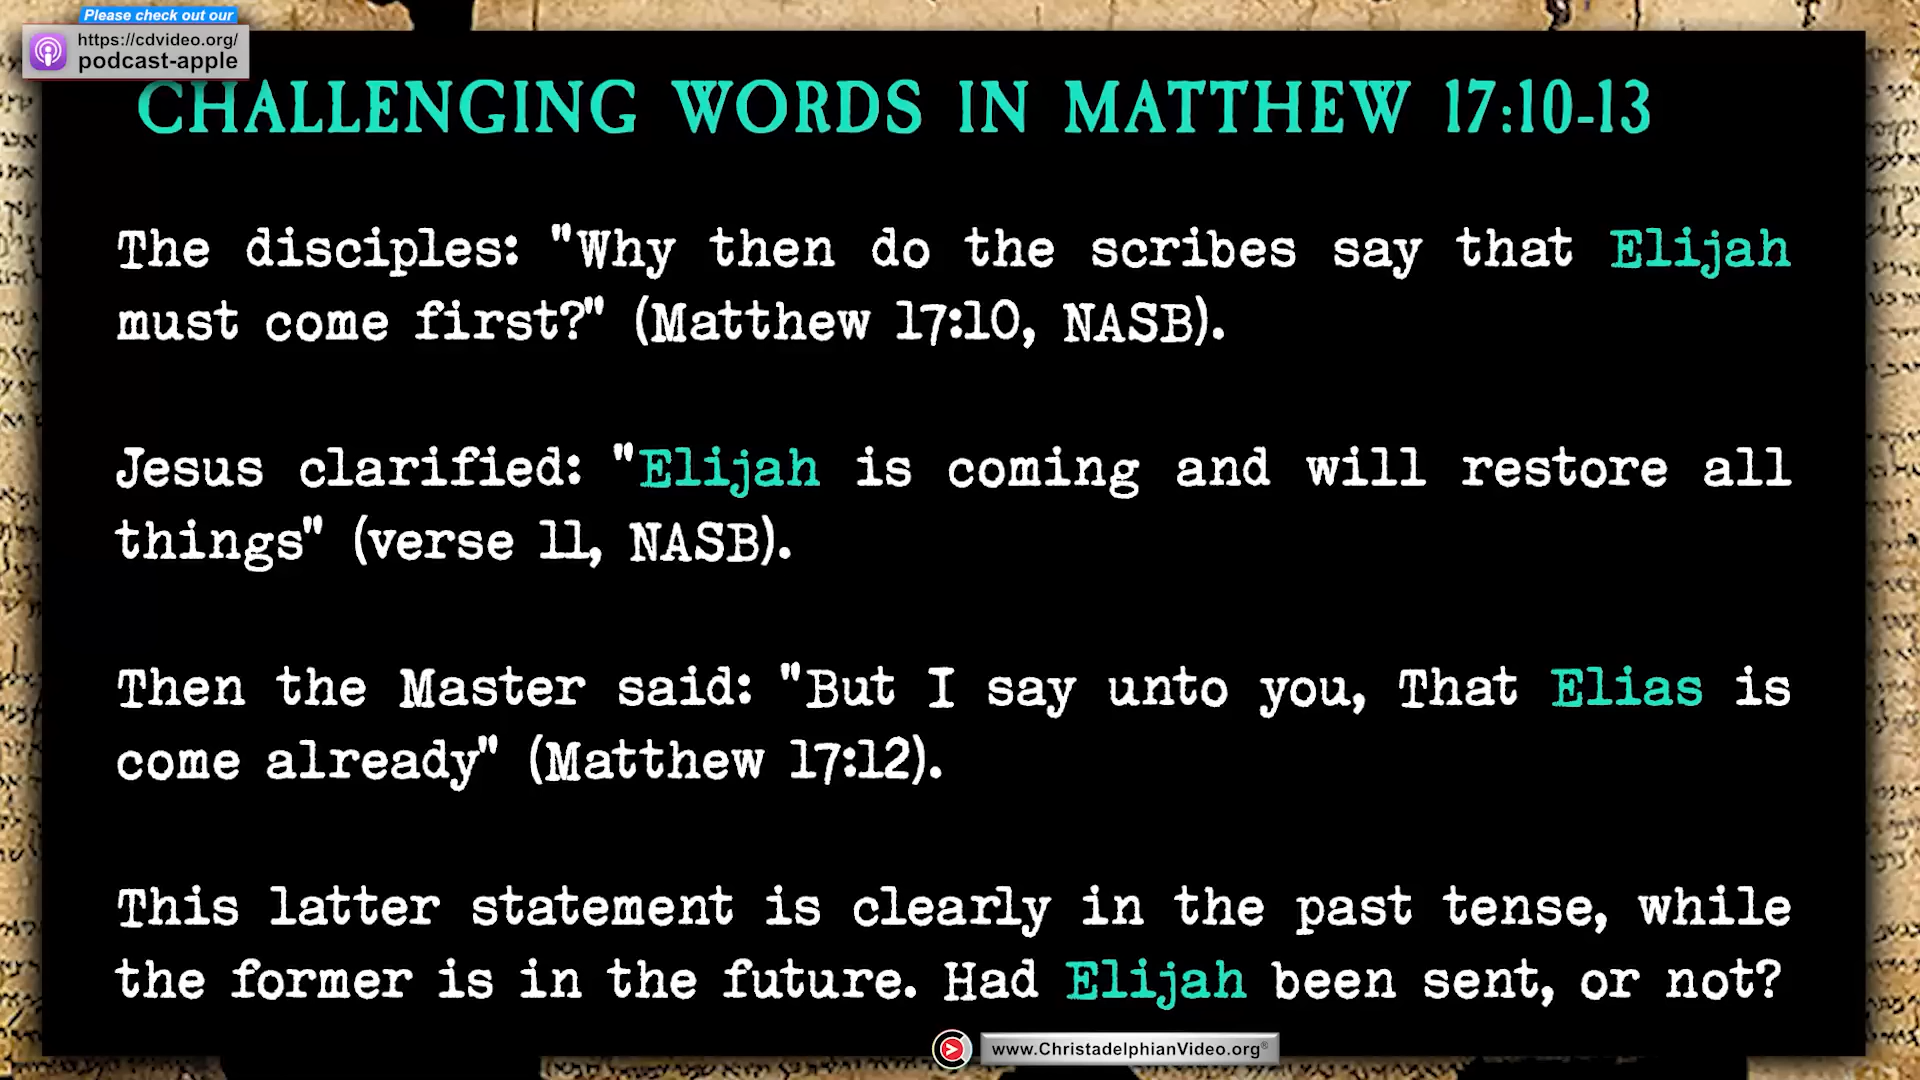 Please check out our
https://cdvideo.org/
podcast-apple
CHALLENGING WORDS IN MATTHEW 17:10-13
The disciples: "Why then do the scribes say that Elijah
must come first?" (Matthew 17:10, NASB).
Jesus clarified: "Elijah is coming and will restore all
things" (verse 11, NASB).
Then the Master said: "But I say unto you, That Elias is
come already" (Matthew 17:12).
This latter statement is clearly in the past tense, while
the former is in the future. Had Elijah been sent, or not?
www.ChristadelphianVideo.org®